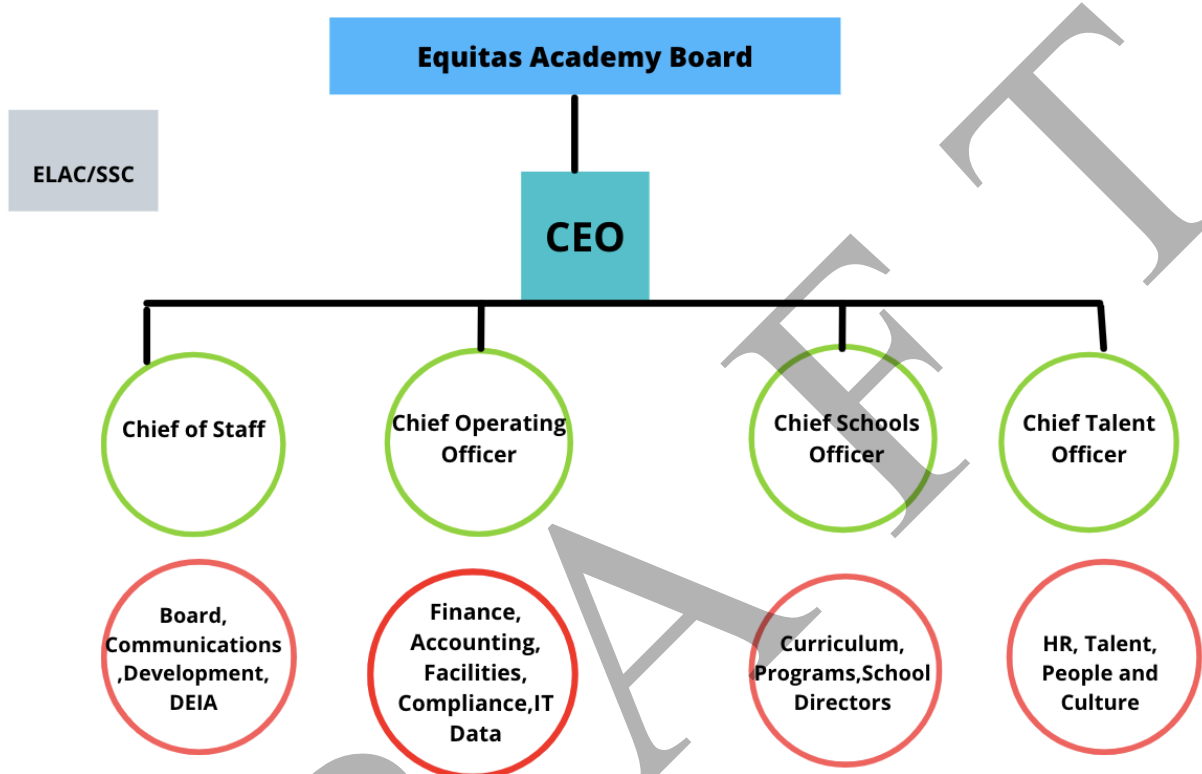 Equitas Academy Board
ELAC/SSC
CEO
Chief of Staff
Chief Operating
Officer
Chief Schools
Officer
Chief Talent
Officer
Board,
Communications
,Development,
DEIA
Finance,
Accounting,
Facilities,
Compliance,IT
Data
Curriculum,
Programs,School
Directors
HR, Talent,
People and
Culture
A F T